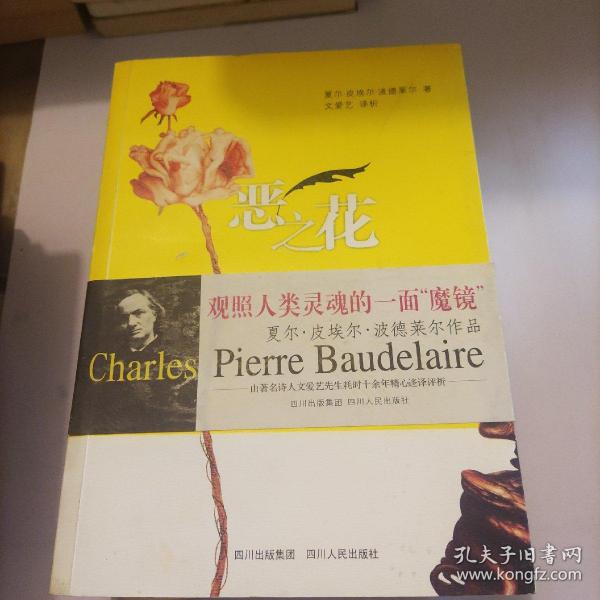 夏尔·皮埃尔·波德莱尔 著
文爱艺 译析
恶之花
观照人类灵魂的一面“魔镜”
夏尔·皮埃尔·波德莱尔作品
Charles Pierre Baudelaire
由著名诗人文爱艺先生耗时十余年精心迻译评析
四川出版集团 四川人民出版社
四川出版集团 四川人民出版社
孔夫子旧书网
www.kongfz.com